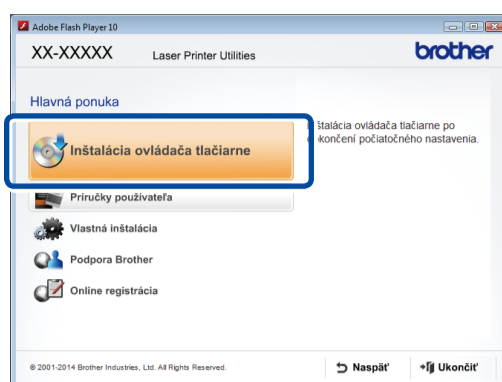 Adobe Flash Player 10
XX-XXXXX
Laser Printer Utilities
brother
Hlavná ponuka
Inštalácia ovládača tlačiarne
štalácia ovládača tlačiarne po
končení počiatočného nastavenia.
Príručky používateľa
Vlastná inštalácia
Podpora Brother
Online registrácia
© 2001-2014 Brother Industries, Ltd. All Rights Reserved.
Naspäť
Ukončiť